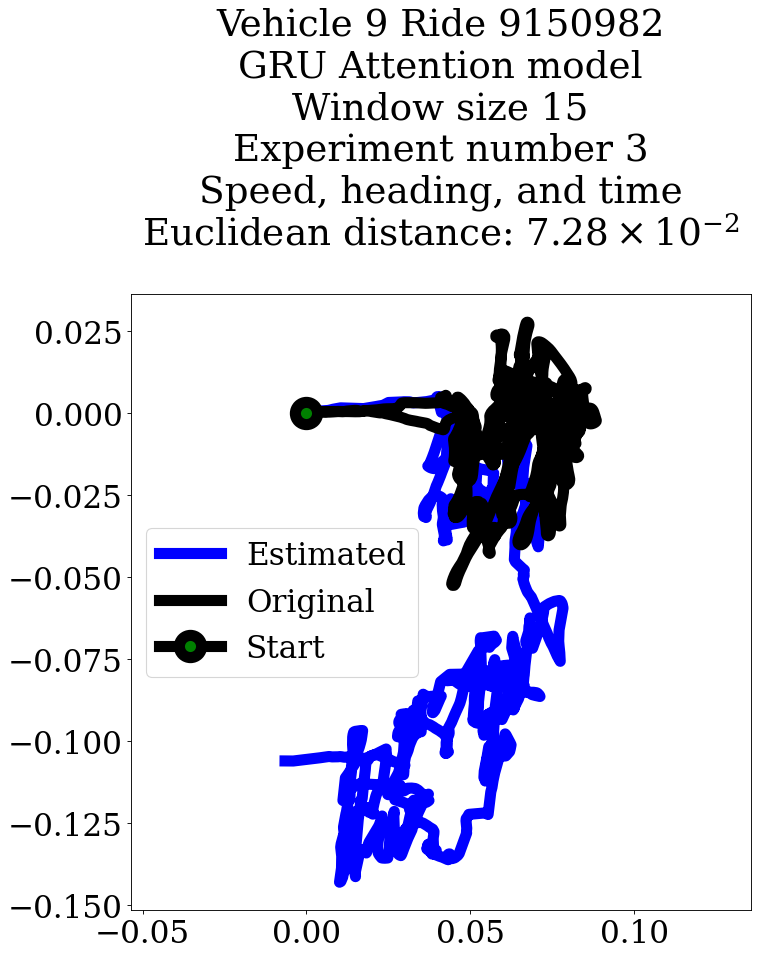 Vehicle 9 Ride 9150982
GRU Attention model
Window size 15
Experiment number 3
Speed, heading, and time
Euclidean distance: 7.28 × 10⁻²
0.025
0.000
−0.025
−0.050
−0.075
−0.100
−0.125
−0.150
Estimated
Original
Start
−0.05 0.00 0.05 0.10